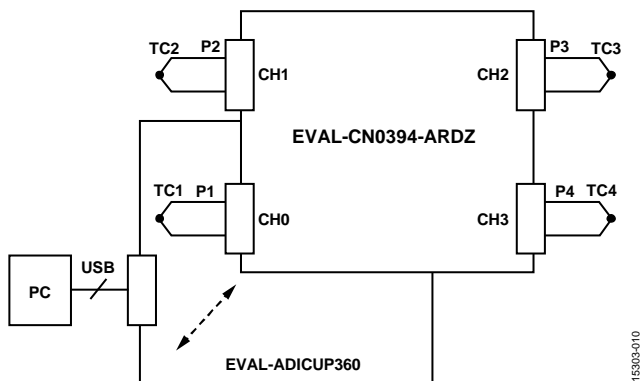 TC2 P2 CH1
P3 TC3 CH2
EVAL-CN0394-ARDZ
TC1 P1 CH0
P4 TC4 CH3
PC USB
EVAL-ADICUP360
15303-010